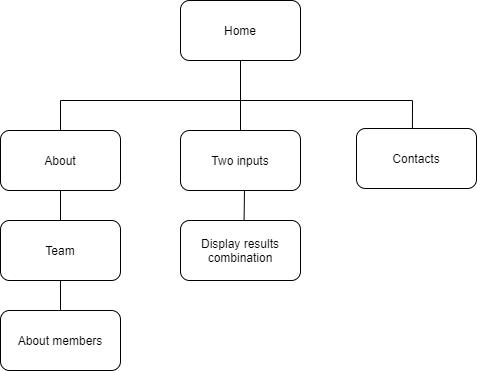 Home
About
Two inputs
Contacts
Team
Display results
combination
About members